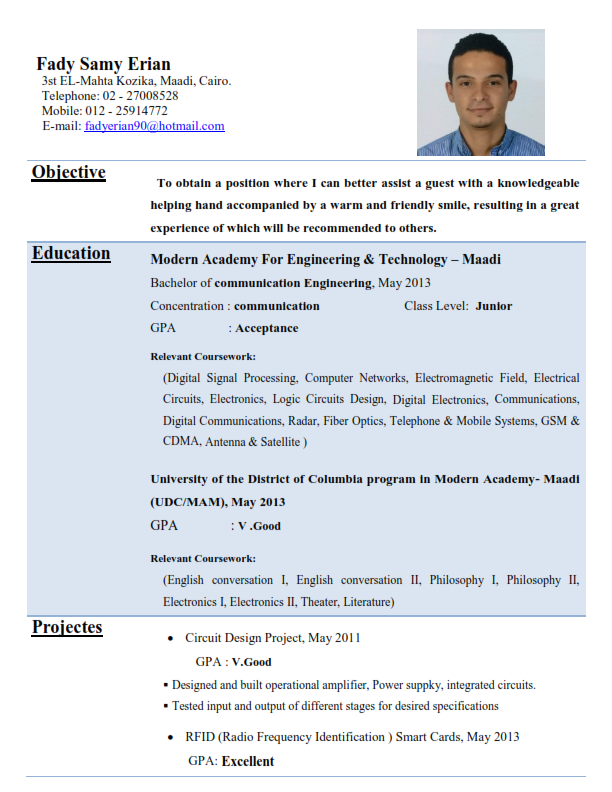 Fady Samy Erian
3st EL-Mahta Kozika, Maadi, Cairo.
Telephone: 02 - 27008528
Mobile: 012 - 25914772
E-mail: fadyerian90@hotmail.com
Objective
To obtain a position where I can better assist a guest with a knowledgeable
helping hand accompanied by a warm and friendly smile, resulting in a great
experience of which will be recommended to others.
Education
Modern Academy For Engineering & Technology – Maadi
Bachelor of communication Engineering, May 2013
Concentration : communication Class Level: Junior
GPA : Acceptance
Relevant Coursework:
(Digital Signal Processing, Computer Networks, Electromagnetic Field, Electrical
Circuits, Electronics, Logic Circuits Design, Digital Electronics, Communications,
Digital Communications, Radar, Fiber Optics, Telephone & Mobile Systems, GSM &
CDMA, Antenna & Satellite )
University of the District of Columbia program in Modern Academy- Maadi
(UDC/MAM), May 2013
GPA : V .Good
Relevant Coursework:
(English conversation I, English conversation II, Philosophy I, Philosophy II,
Electronics I, Electronics II, Theater, Literature)
Projectes
• Circuit Design Project, May 2011
GPA : V.Good
▪ Designed and built operational amplifier, Power suppky, integrated circuits.
▪ Tested input and output of different stages for desired specifications
• RFID (Radio Frequency Identification ) Smart Cards, May 2013
GPA: Excellent